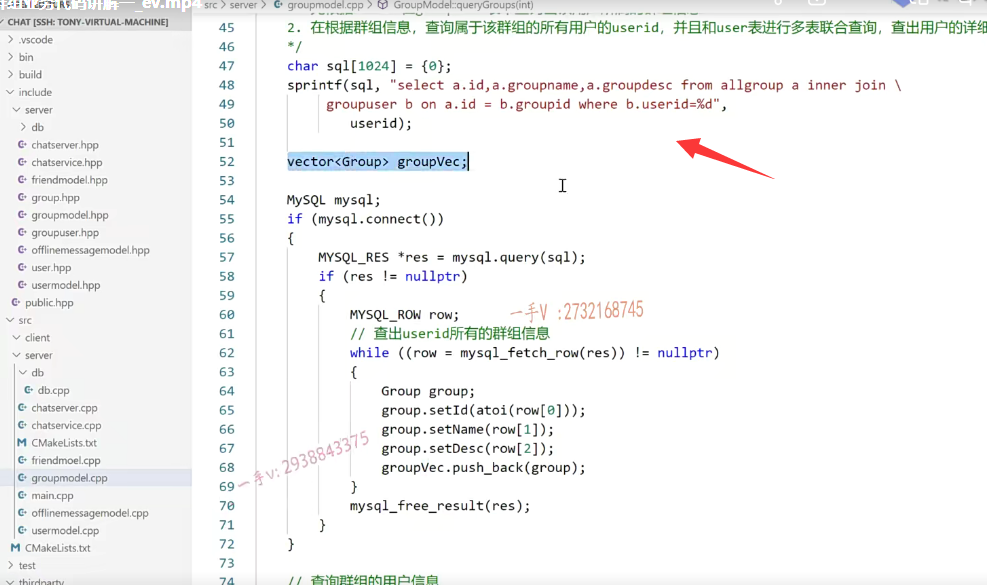 _ev.mp4
src > server > groupmodel.cpp > GroupModel::queryGroups(int)
CHAT [SSH: TONY-VIRTUAL-MACHINE]
.vscode
bin
build
include
server
db
chatserver.hpp
chatservice.hpp
friendmodel.hpp
group.hpp
groupmodel.hpp
groupuser.hpp
offlinemessagemodel.hpp
user.hpp
usermodel.hpp
public.hpp
src
client
server
db
db.cpp
chatserver.cpp
chatservice.cpp
CMakeLists.txt
friendmoel.cpp
groupmodel.cpp
main.cpp
offlinemessagemodel.cpp
usermodel.cpp
CMakeLists.txt
test
thirdparty
45 2. 在根据群组信息，查询属于该群组的所有用户的userid，并且和user表进行多表联合查询，查出用户的详细
46 */
47 char sql[1024] = {0};
48 sprintf(sql, "select a.id,a.groupname,a.groupdesc from allgroup a inner join \
49 groupuser b on a.id = b.groupid where b.userid=%d",
50 userid);
51
52 vector<Group> groupVec;
53
54 MySQL mysql;
55 if (mysql.connect())
56 {
57 MYSQL_RES *res = mysql.query(sql);
58 if (res != nullptr)
59 {
60 MYSQL_ROW row;
一手V :2732168745
61 // 查出userid所有的群组信息
62 while ((row = mysql_fetch_row(res)) != nullptr)
63 {
64 Group group;
65 group.setId(atoi(row[0]));
66 group.setName(row[1]);
67 group.setDesc(row[2]);
68 groupVec.push_back(group);
一手v: 2938843375
69 }
70 mysql_free_result(res);
71 }
72 }
73
74 // 查询群组的用户信息